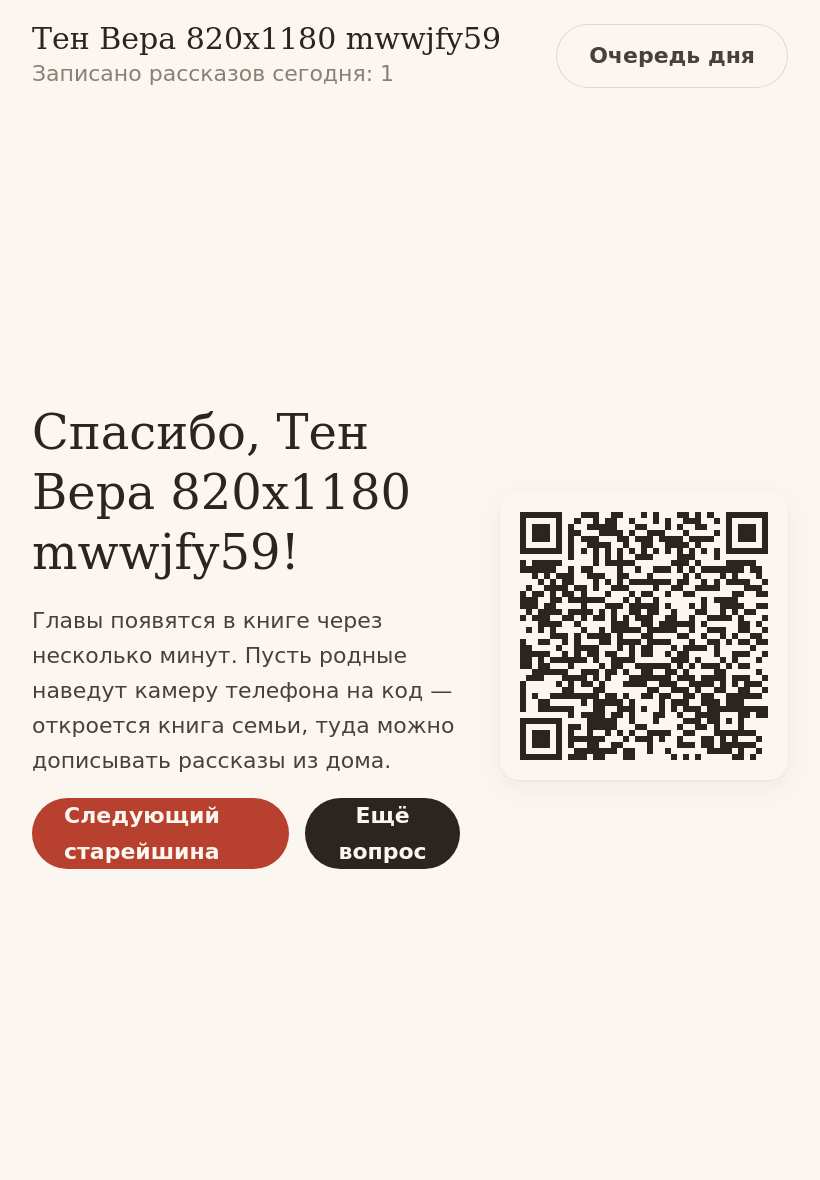 Тен Вера 820x1180 mwwjfy59
Записано рассказов сегодня: 1
Очередь дня
Спасибо, Тен
Вера 820x1180
mwwjfy59!
Главы появятся в книге через
несколько минут. Пусть родные
наведут камеру телефона на код —
откроется книга семьи, туда можно
дописывать рассказы из дома.
Следующий
старейшина
Ещё
вопрос